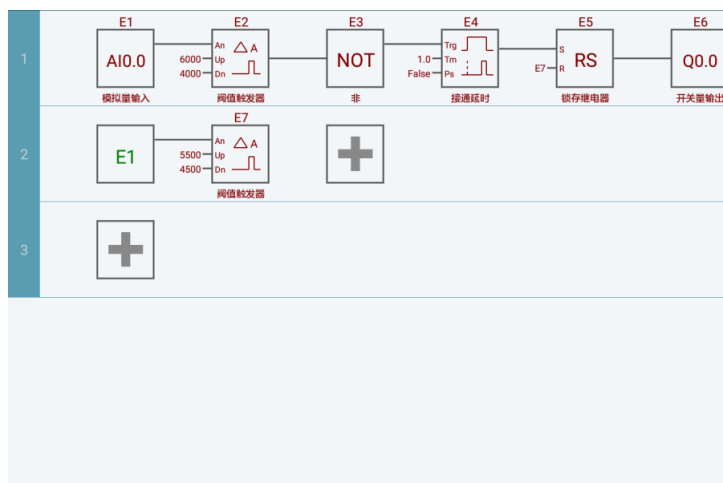 E1 E2 E3 E4 E5 E6
1
AI0.0
An A
6000 Up
4000 Dn
NOT
Trg
1.0 Tm
False Ps
S
E7 R
RS
Q0.0
模拟量输入 阀值触发器 非 接通延时 锁存继电器 开关量输出
E7
2
E1
An A
5500 Up
4500 Dn
阀值触发器
3